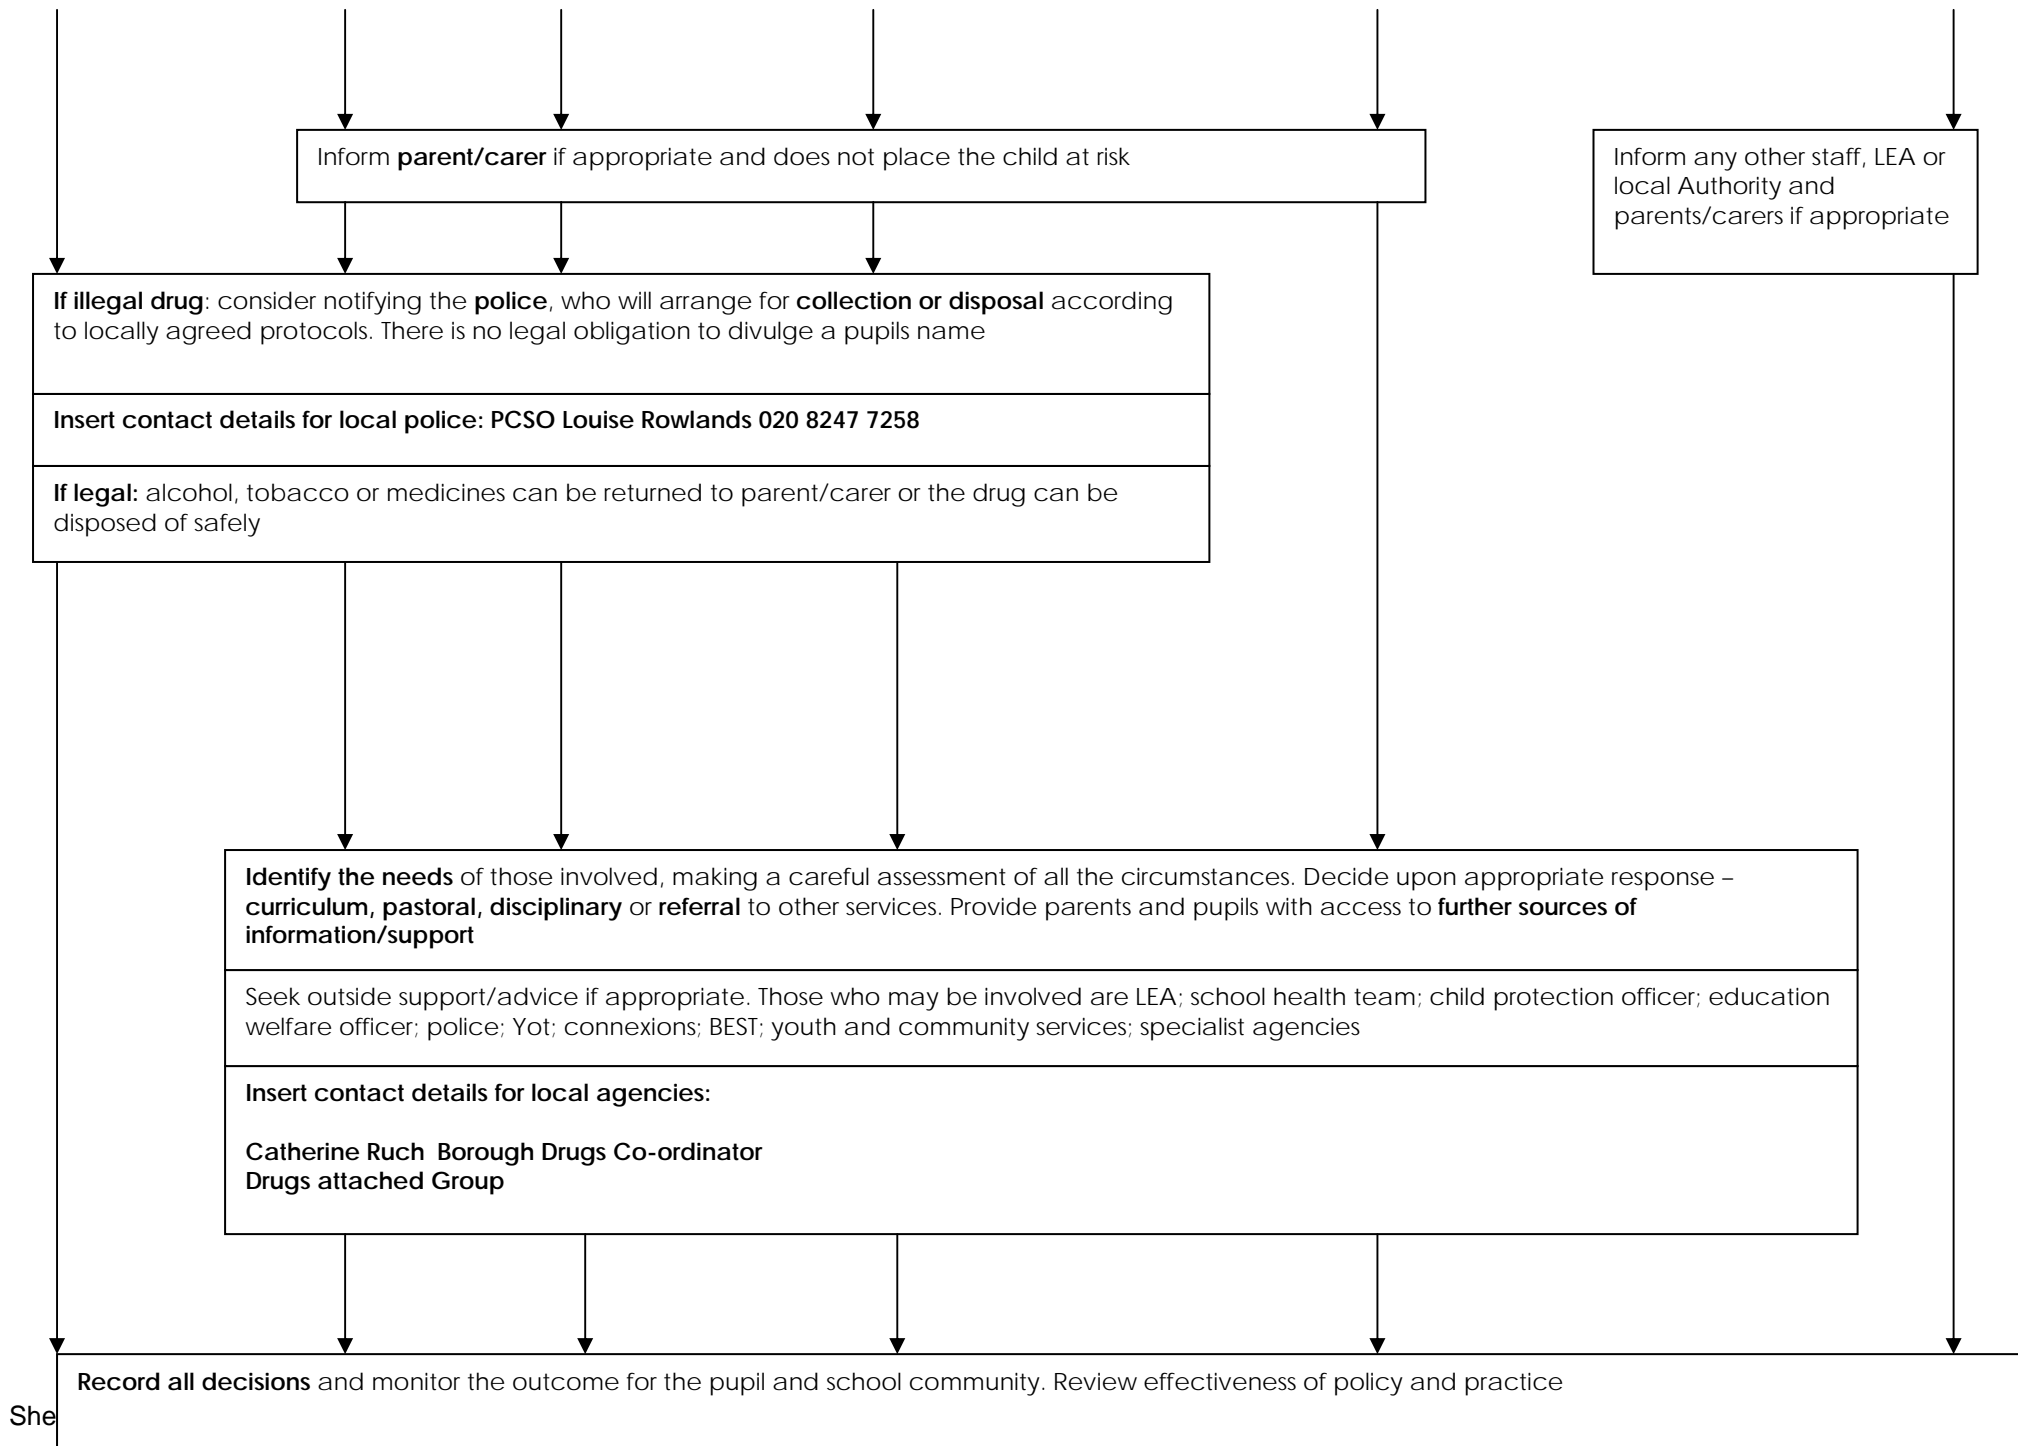 Inform parent/carer if appropriate and does not place the child at risk
Inform any other staff, LEA or
local Authority and
parents/carers if appropriate
If illegal drug: consider notifying the police, who will arrange for collection or disposal according
to locally agreed protocols. There is no legal obligation to divulge a pupils name
Insert contact details for local police: PCSO Louise Rowlands 020 8247 7258
If legal: alcohol, tobacco or medicines can be returned to parent/carer or the drug can be
disposed of safely
Identify the needs of those involved, making a careful assessment of all the circumstances. Decide upon appropriate response –
curriculum, pastoral, disciplinary or referral to other services. Provide parents and pupils with access to further sources of
information/support
Seek outside support/advice if appropriate. Those who may be involved are LEA; school health team; child protection officer; education
welfare officer; police; Yot; connexions; BEST; youth and community services; specialist agencies
Insert contact details for local agencies:
Catherine Ruch  Borough Drugs Co-ordinator
Drugs attached Group
Record all decisions and monitor the outcome for the pupil and school community. Review effectiveness of policy and practice
She